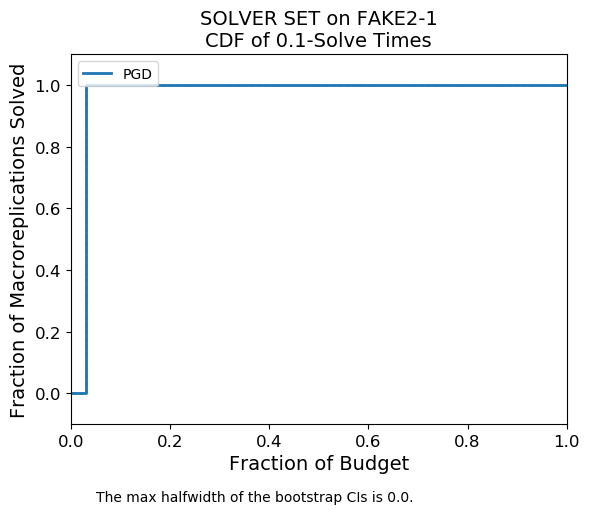 SOLVER SET on FAKE2-1
CDF of 0.1-Solve Times
PGD
Fraction of Macroreplications Solved
1.0
0.8
0.6
0.4
0.2
0.0
0.0 0.2 0.4 0.6 0.8 1.0
Fraction of Budget
The max halfwidth of the bootstrap CIs is 0.0.